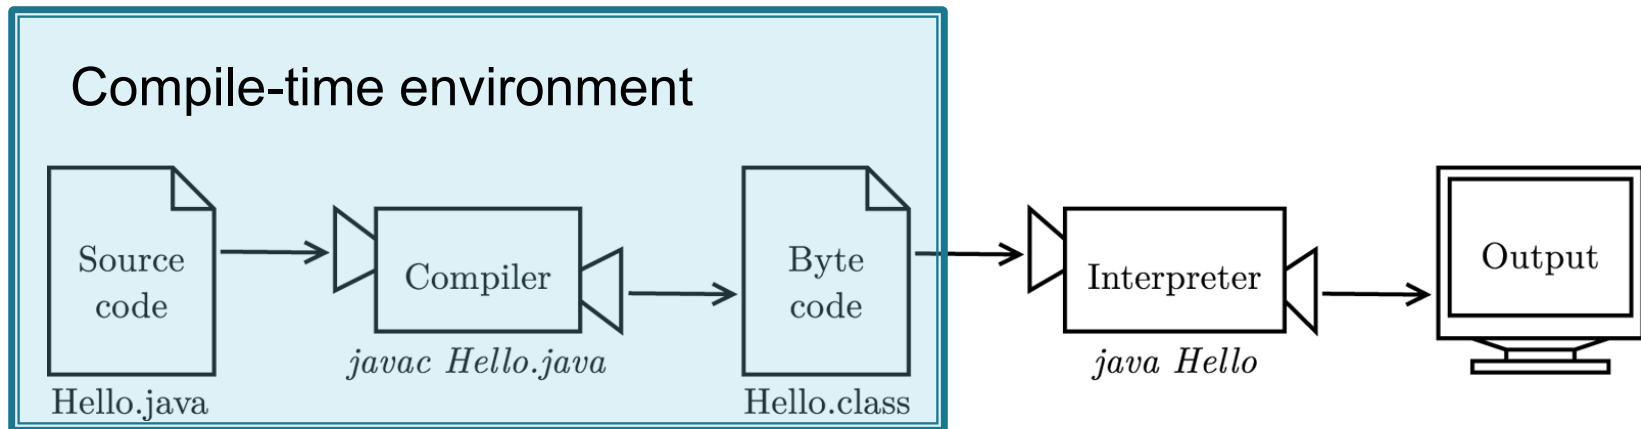 Compile-time environment
Source
code
Hello.java
Compiler
javac Hello.java
Byte
code
Hello.class
Interpreter
java Hello
Output